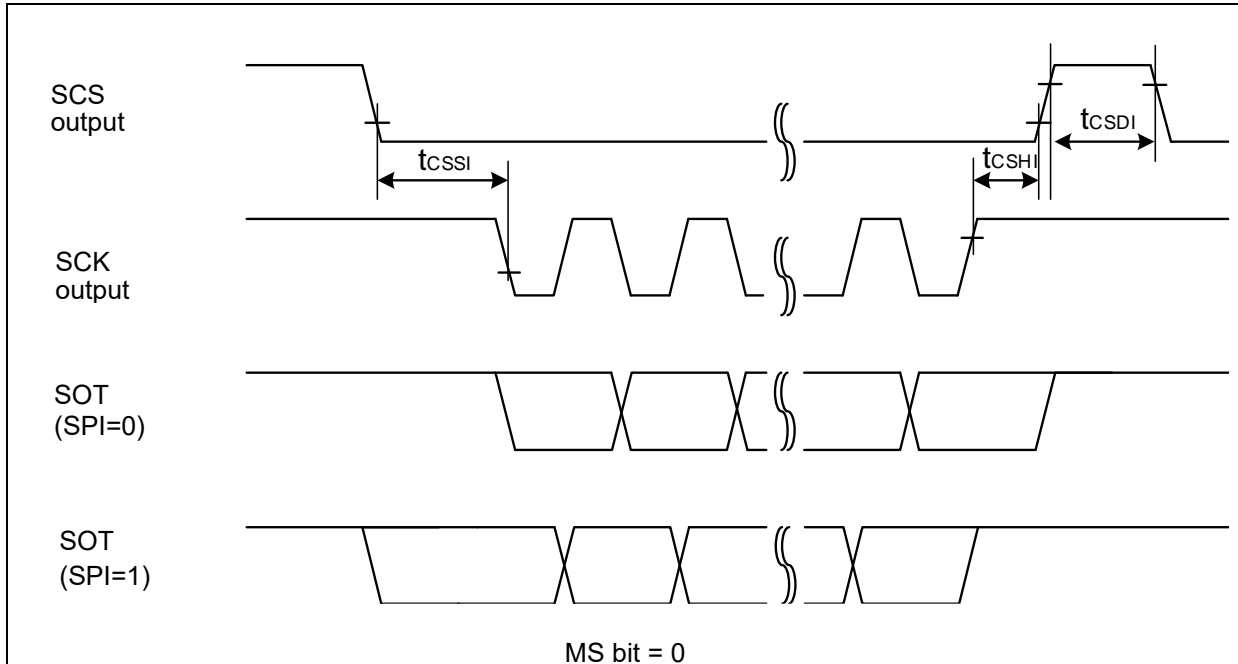 SCS
output
tCSSI
tCSHI
tCSDI
SCK
output
SOT
(SPI=0)
SOT
(SPI=1)
MS bit = 0